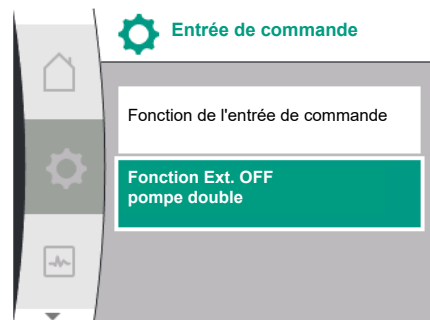 Entrée de commande
Fonction de l'entrée de commande
Fonction Ext. OFF
pompe double